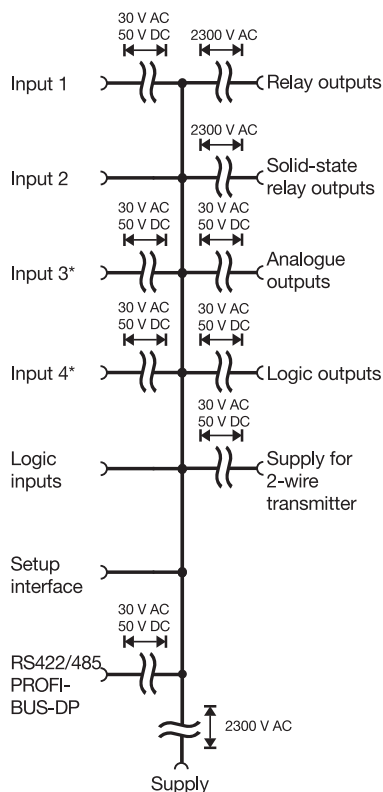 30 V AC
50 V DC
2300 V AC
Input 1
Relay outputs
2300 V AC
Input 2
Solid-state
relay outputs
30 V AC
50 V DC
30 V AC
50 V DC
Input 3*
Analogue
outputs
30 V AC
50 V DC
30 V AC
50 V DC
Input 4*
Logic outputs
30 V AC
50 V DC
Logic
inputs
Supply for
2-wire
transmitter
Setup
interface
30 V AC
50 V DC
RS422/485
PROFI-
BUS-DP
2300 V AC
Supply